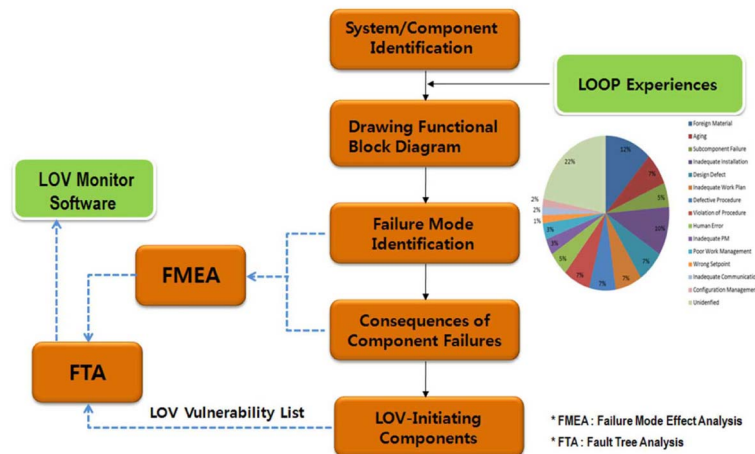 System/Component
Identification
LOOP Experiences
Drawing Functional
Block Diagram
LOV Monitor
Software
Failure Mode
Identification
FMEA
Consequences of
Component Failures
FTA
LOV Vulnerability List
LOV-Initiating
Components
* FMEA : Failure Mode Effect Analysis
* FTA : Fault Tree Analysis
12%
7%
5%
10%
7%
7%
7%
7%
5%
3%
3%
1%
2%
2%
22%
Foreign Material
Aging
Subcomponent Failure
Inadequate Installation
Design Defect
Inadequate Work Plan
Defective Procedure
Violation of Procedure
Human Error
Inadequate PM
Poor Work Management
Wrong Setpoint
Inadequate Communicatio
Configuration Managemen
Unidenfied